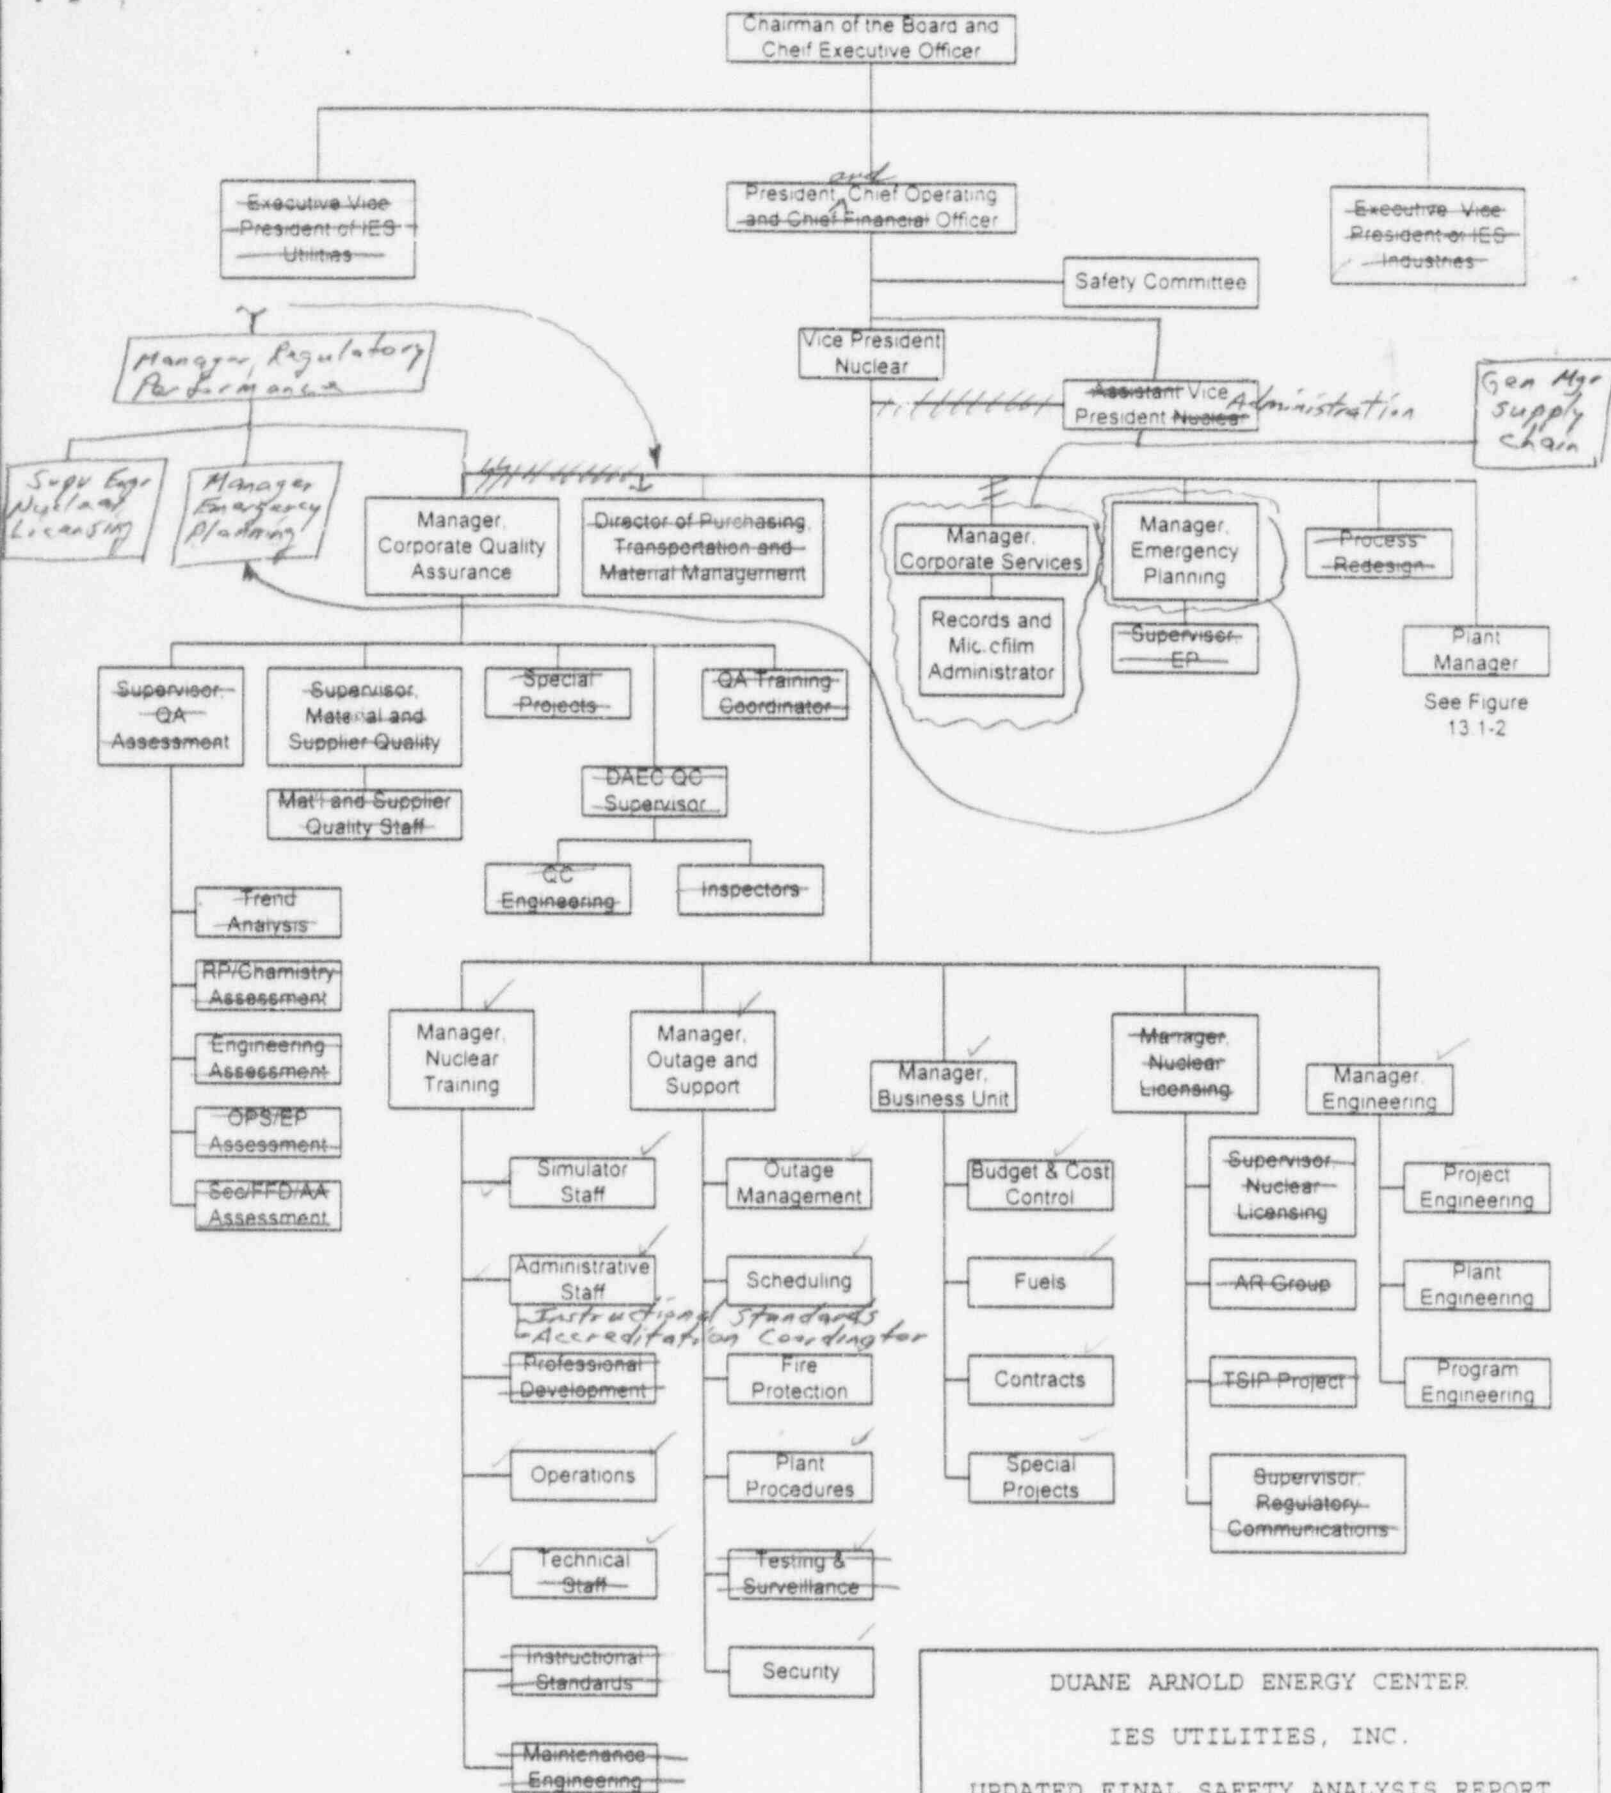 Chairman of the Board and
Cheif Executive Officer
Executive Vice
President of IES
Utilities
and
President, Chief Operating
and Chief Financial Officer
Executive Vice
President of IES
Industries
Safety Committee
Vice President
Nuclear
Manager, Regulatory
Performance
Assistant Vice
President Nuclear
Administration
Gen Mgr
supply
chain
Supv Engr
Nuclear
Licensing
Manager
Emergency
Planning
Manager,
Corporate Quality
Assurance
Director of Purchasing,
Transportation and
Material Management
Manager,
Corporate Services
Manager,
Emergency
Planning
Process
Redesign
Records and
Microfilm
Administrator
Supervisor,
EP
Plant
Manager
See Figure
13.1-2
Supervisor,
QA
Assessment
Supervisor,
Material and
Supplier Quality
Special
Projects
QA Training
Coordinator
Mat'l and Supplier
Quality Staff
DAEC QC
Supervisor
QC
Engineering
Inspectors
Trend
Analysis
RP/Chamistry
Assessment
Engineering
Assessment
OPS/EP
Assessment
Sec/FFD/AA
Assessment
Manager,
Nuclear
Training
Manager,
Outage and
Support
Manager,
Business Unit
Manager,
Nuclear
Licensing
Manager,
Engineering
Simulator
Staff
Outage
Management
Budget & Cost
Control
Supervisor,
Nuclear
Licensing
Project
Engineering
Administrative
Staff
Scheduling
Fuels
AR Group
Plant
Engineering
Instructional Standards
Accreditation Coordinator
Professional
Development
Fire
Protection
Contracts
TSIP Project
Program
Engineering
Operations
Plant
Procedures
Special
Projects
Supervisor,
Regulatory
Communications
Technical
Staff
Testing &
Surveillance
Instructional
Standards
Security
Maintenance
Engineering
DUANE ARNOLD ENERGY CENTER
IES UTILITIES, INC.
UPDATED FINAL SAFETY ANALYSIS REPORT